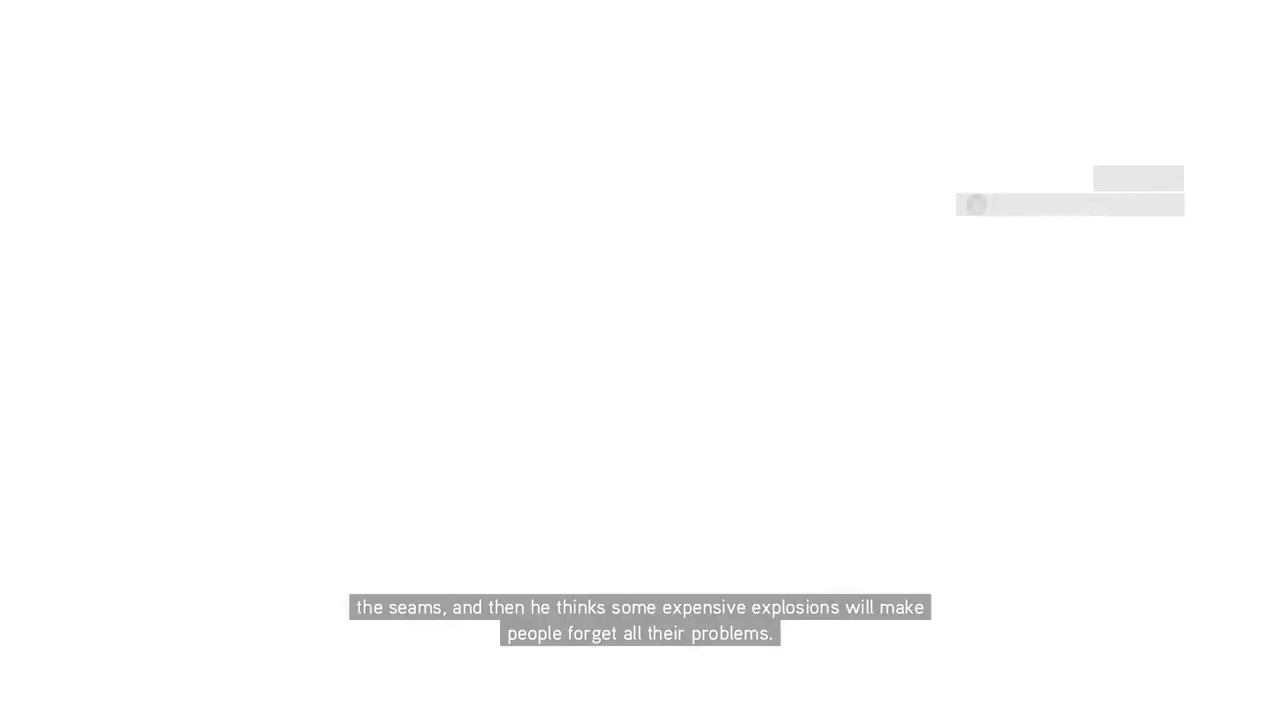 the seams, and then he thinks some expensive explosions will make
people forget all their problems.